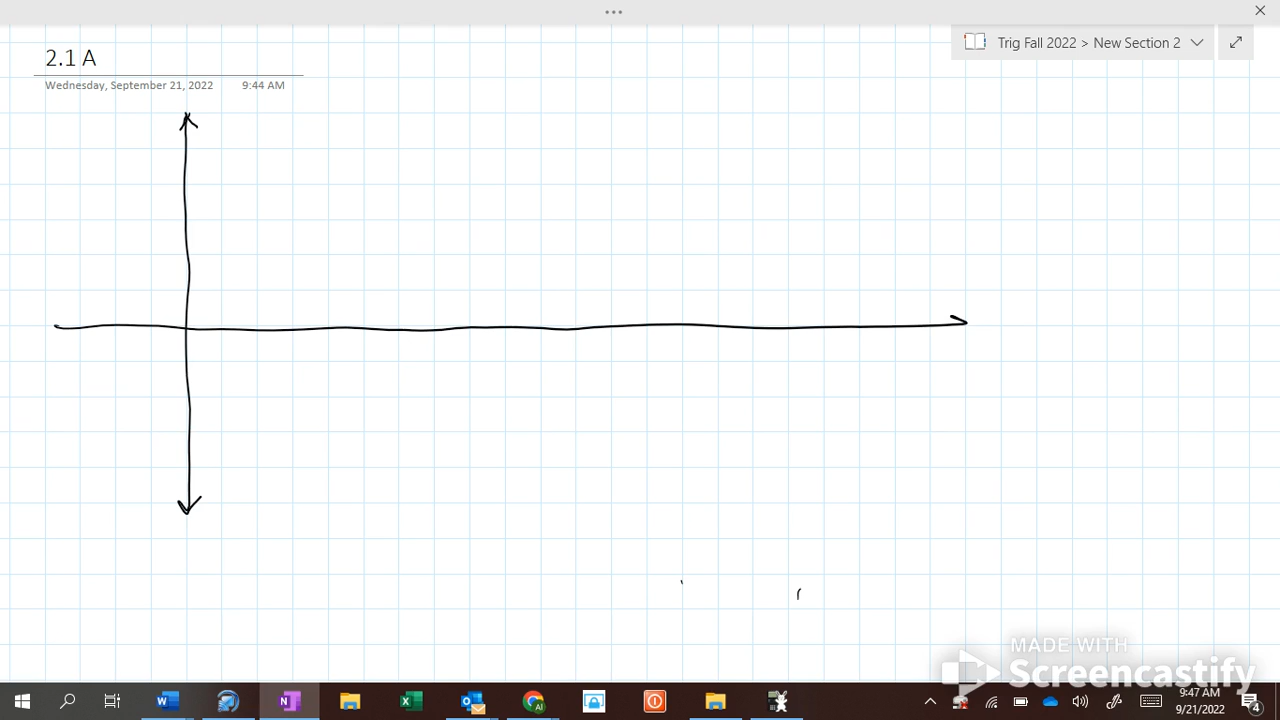 Trig Fall 2022 > New Section 2
2.1 A
Wednesday, September 21, 2022 9:44 AM
MADE WITH
Screencastify
9:47 AM
9/21/2022
4